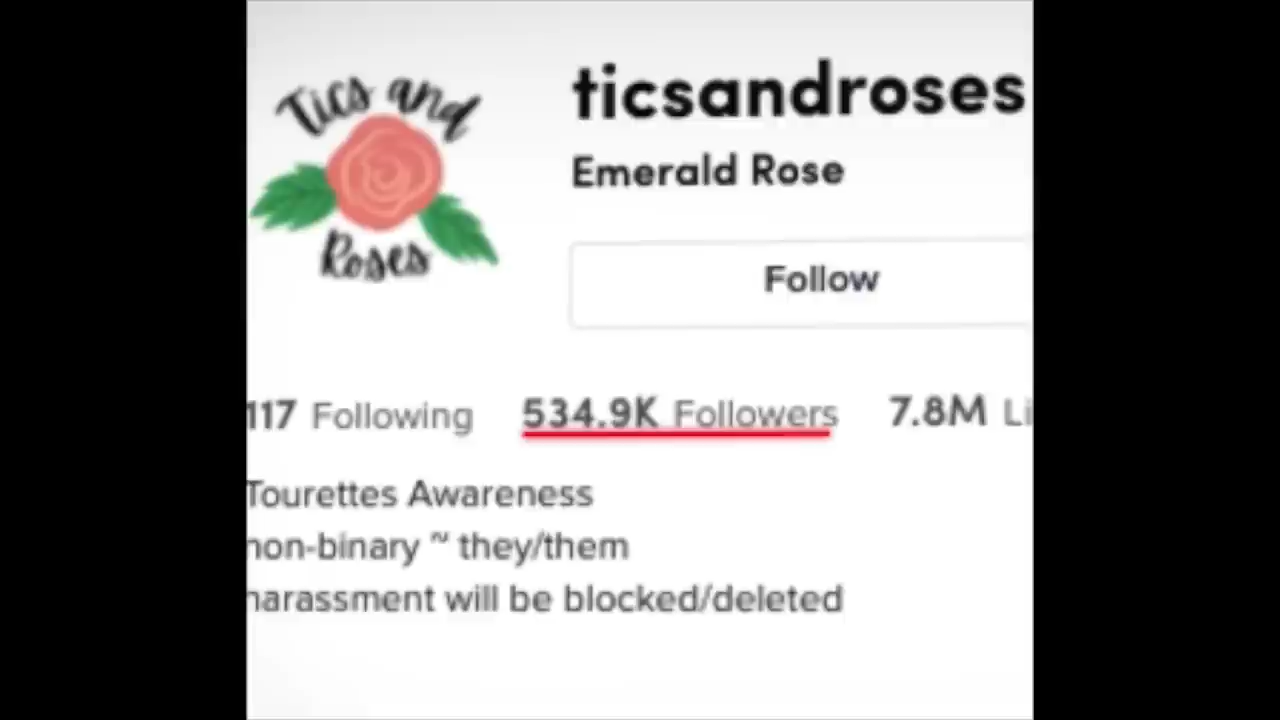 Tics and
Roses
ticsandroses
Emerald Rose
Follow
117 Following 534.9K Followers 7.8M Li
Tourettes Awareness
non-binary ~ they/them
harassment will be blocked/deleted